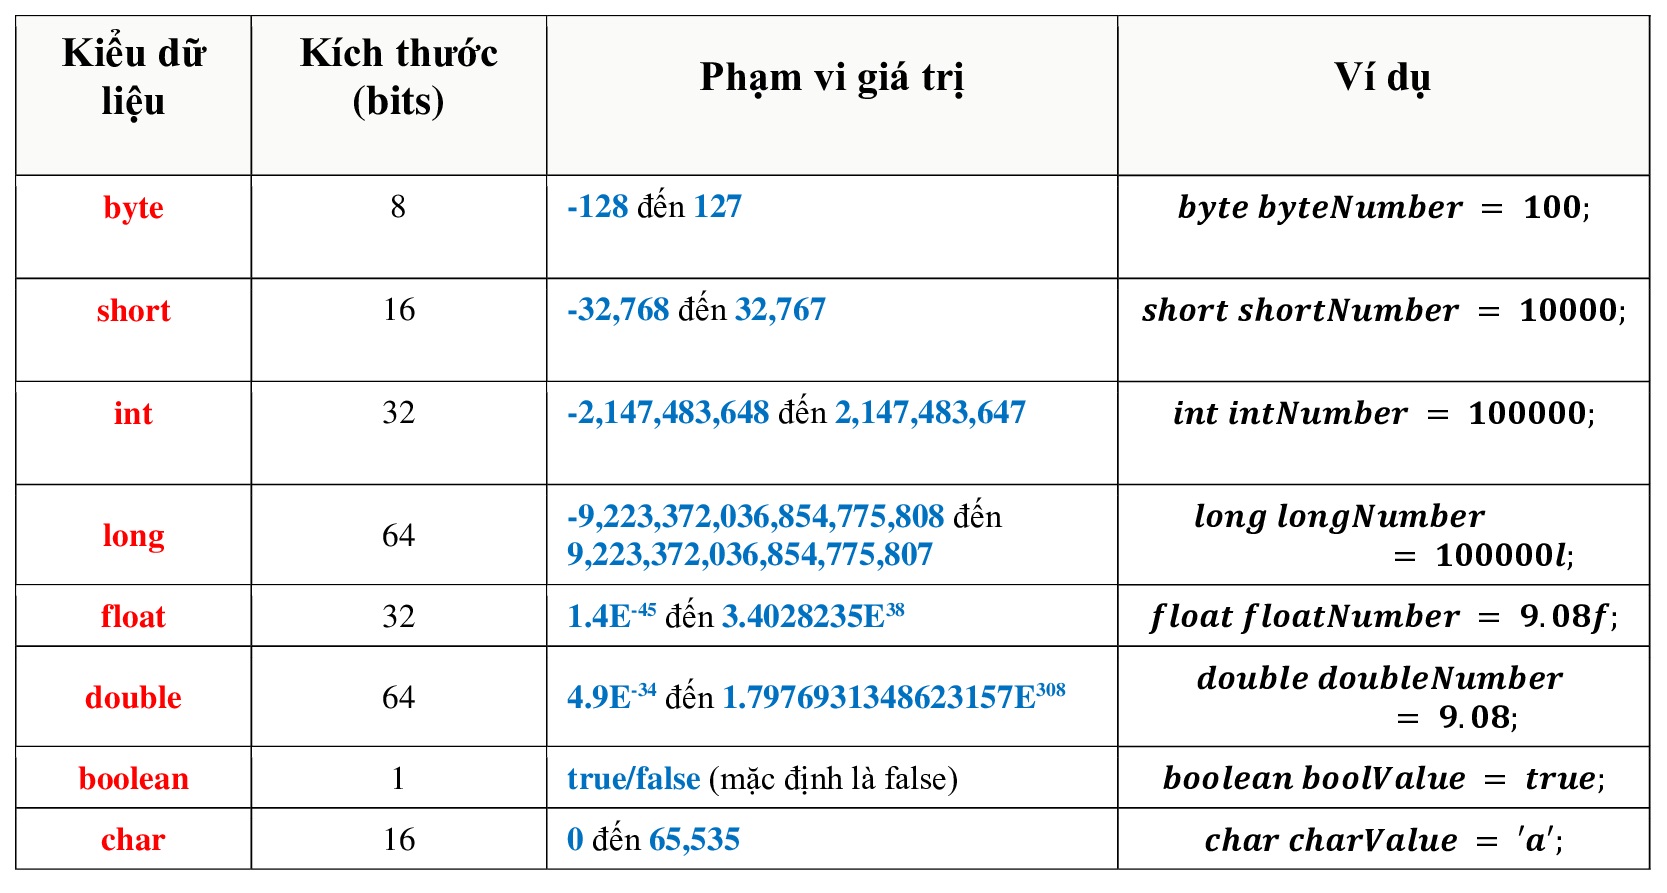 Kiểu dữ
liệu
Kích thước
(bits)
Phạm vi giá trị
Ví dụ
byte
8
-128 đến 127
byte byteNumber = 100;
short
16
-32,768 đến 32,767
short shortNumber = 10000;
int
32
-2,147,483,648 đến 2,147,483,647
int intNumber = 100000;
long
64
-9,223,372,036,854,775,808 đến
9,223,372,036,854,775,807
long longNumber
= 100000l;
float
32
1.4E⁻⁴⁵ đến 3.4028235E³⁸
float floatNumber = 9.08f;
double
64
4.9E⁻³⁴ đến 1.7976931348623157E³⁰⁸
double doubleNumber
= 9.08;
boolean
1
true/false (mặc định là false)
boolean boolValue = true;
char
16
0 đến 65,535
char charValue = ′a′;